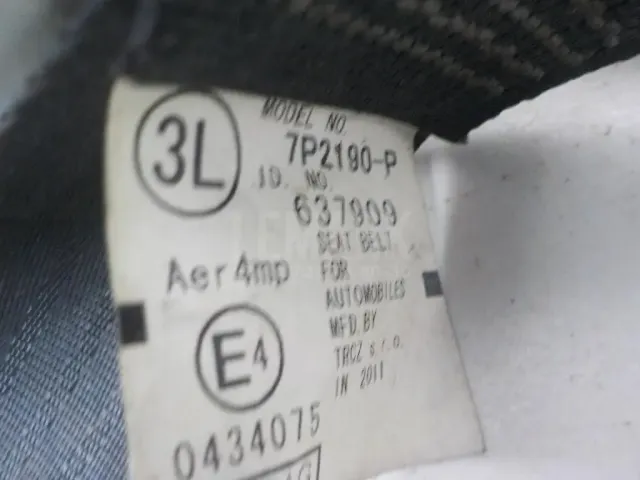 3L
MODEL NO.
7P2190-P
ID. NO.
637909
SEAT BELT
FOR
AUTOMOBILES
MFD. BY
TRCZ s.r.o.
IN 2011
Aer4mp
E4
0434075